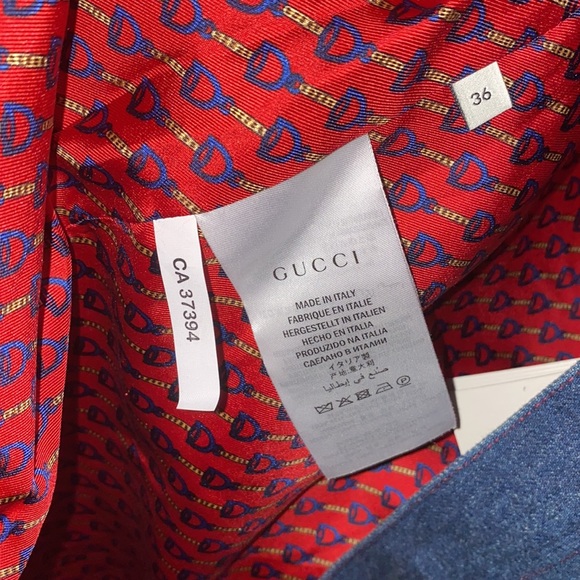 36
CA 37394
GUCCI
MADE IN ITALY
FABRIQUE EN ITALIE
HERGESTELLT IN ITALIEN
HECHO EN ITALIA
PRODUZIDO NA ITALIA
СДЕЛАНО В ИТАЛИИ
イタリア製
产地：意大利
صنع في إيطاليا